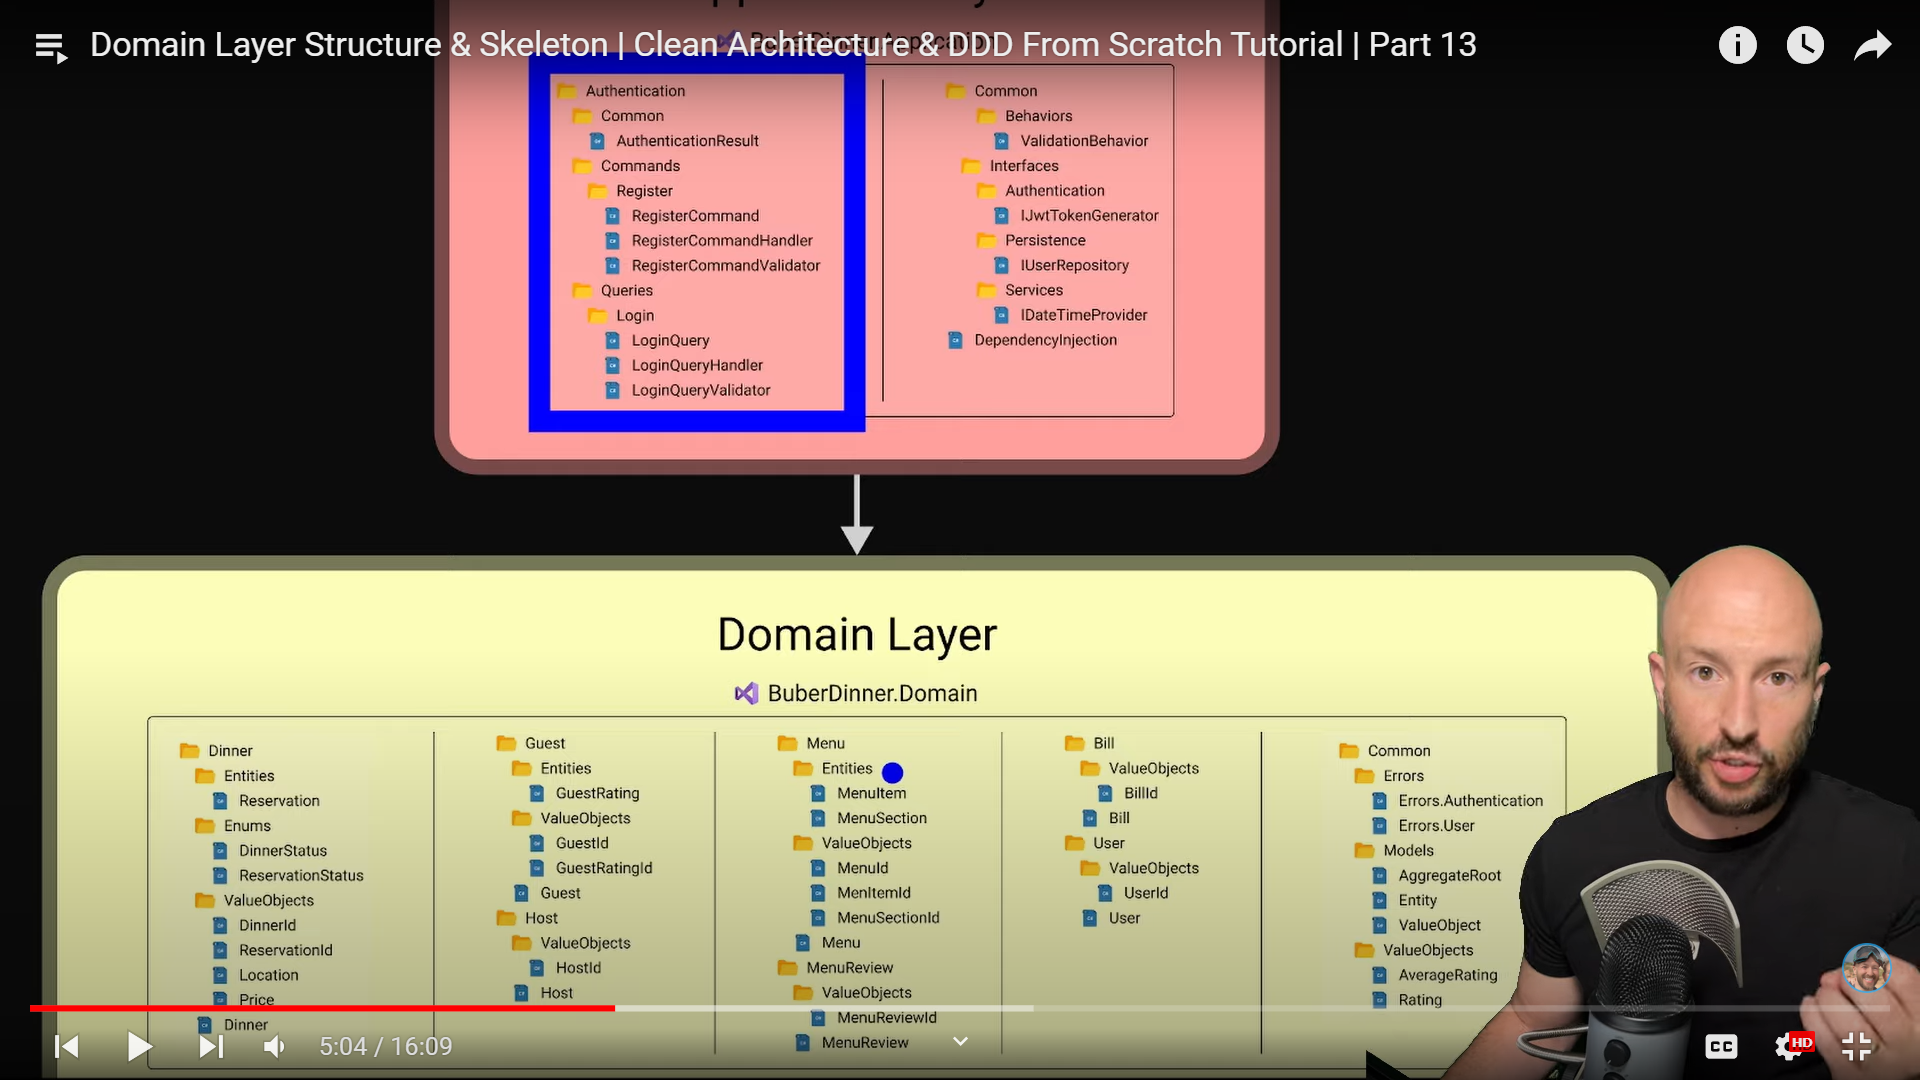 Domain Layer Structure & Skeleton | Clean Architecture & DDD From Scratch Tutorial | Part 13
Authentication
Common
AuthenticationResult
Commands
Register
RegisterCommand
RegisterCommandHandler
RegisterCommandValidator
Queries
Login
LoginQuery
LoginQueryHandler
LoginQueryValidator
Common
Behaviors
ValidationBehavior
Interfaces
Authentication
IJwtTokenGenerator
Persistence
IUserRepository
Services
IDateTimeProvider
DependencyInjection
Domain Layer
BuberDinner.Domain
Dinner
Entities
Reservation
Enums
DinnerStatus
ReservationStatus
ValueObjects
DinnerId
ReservationId
Location
Price
Dinner
Guest
Entities
GuestRating
ValueObjects
GuestId
GuestRatingId
Guest
Host
ValueObjects
HostId
Host
Menu
Entities
MenuItem
MenuSection
ValueObjects
MenuId
MenItemId
MenuSectionId
Menu
MenuReview
ValueObjects
MenuReviewId
MenuReview
Bill
ValueObjects
BillId
Bill
User
ValueObjects
UserId
User
Common
Errors
Errors.Authentication
Errors.User
Models
AggregateRoot
Entity
ValueObject
ValueObjects
AverageRating
Rating
5:04 / 16:09
CC
HD